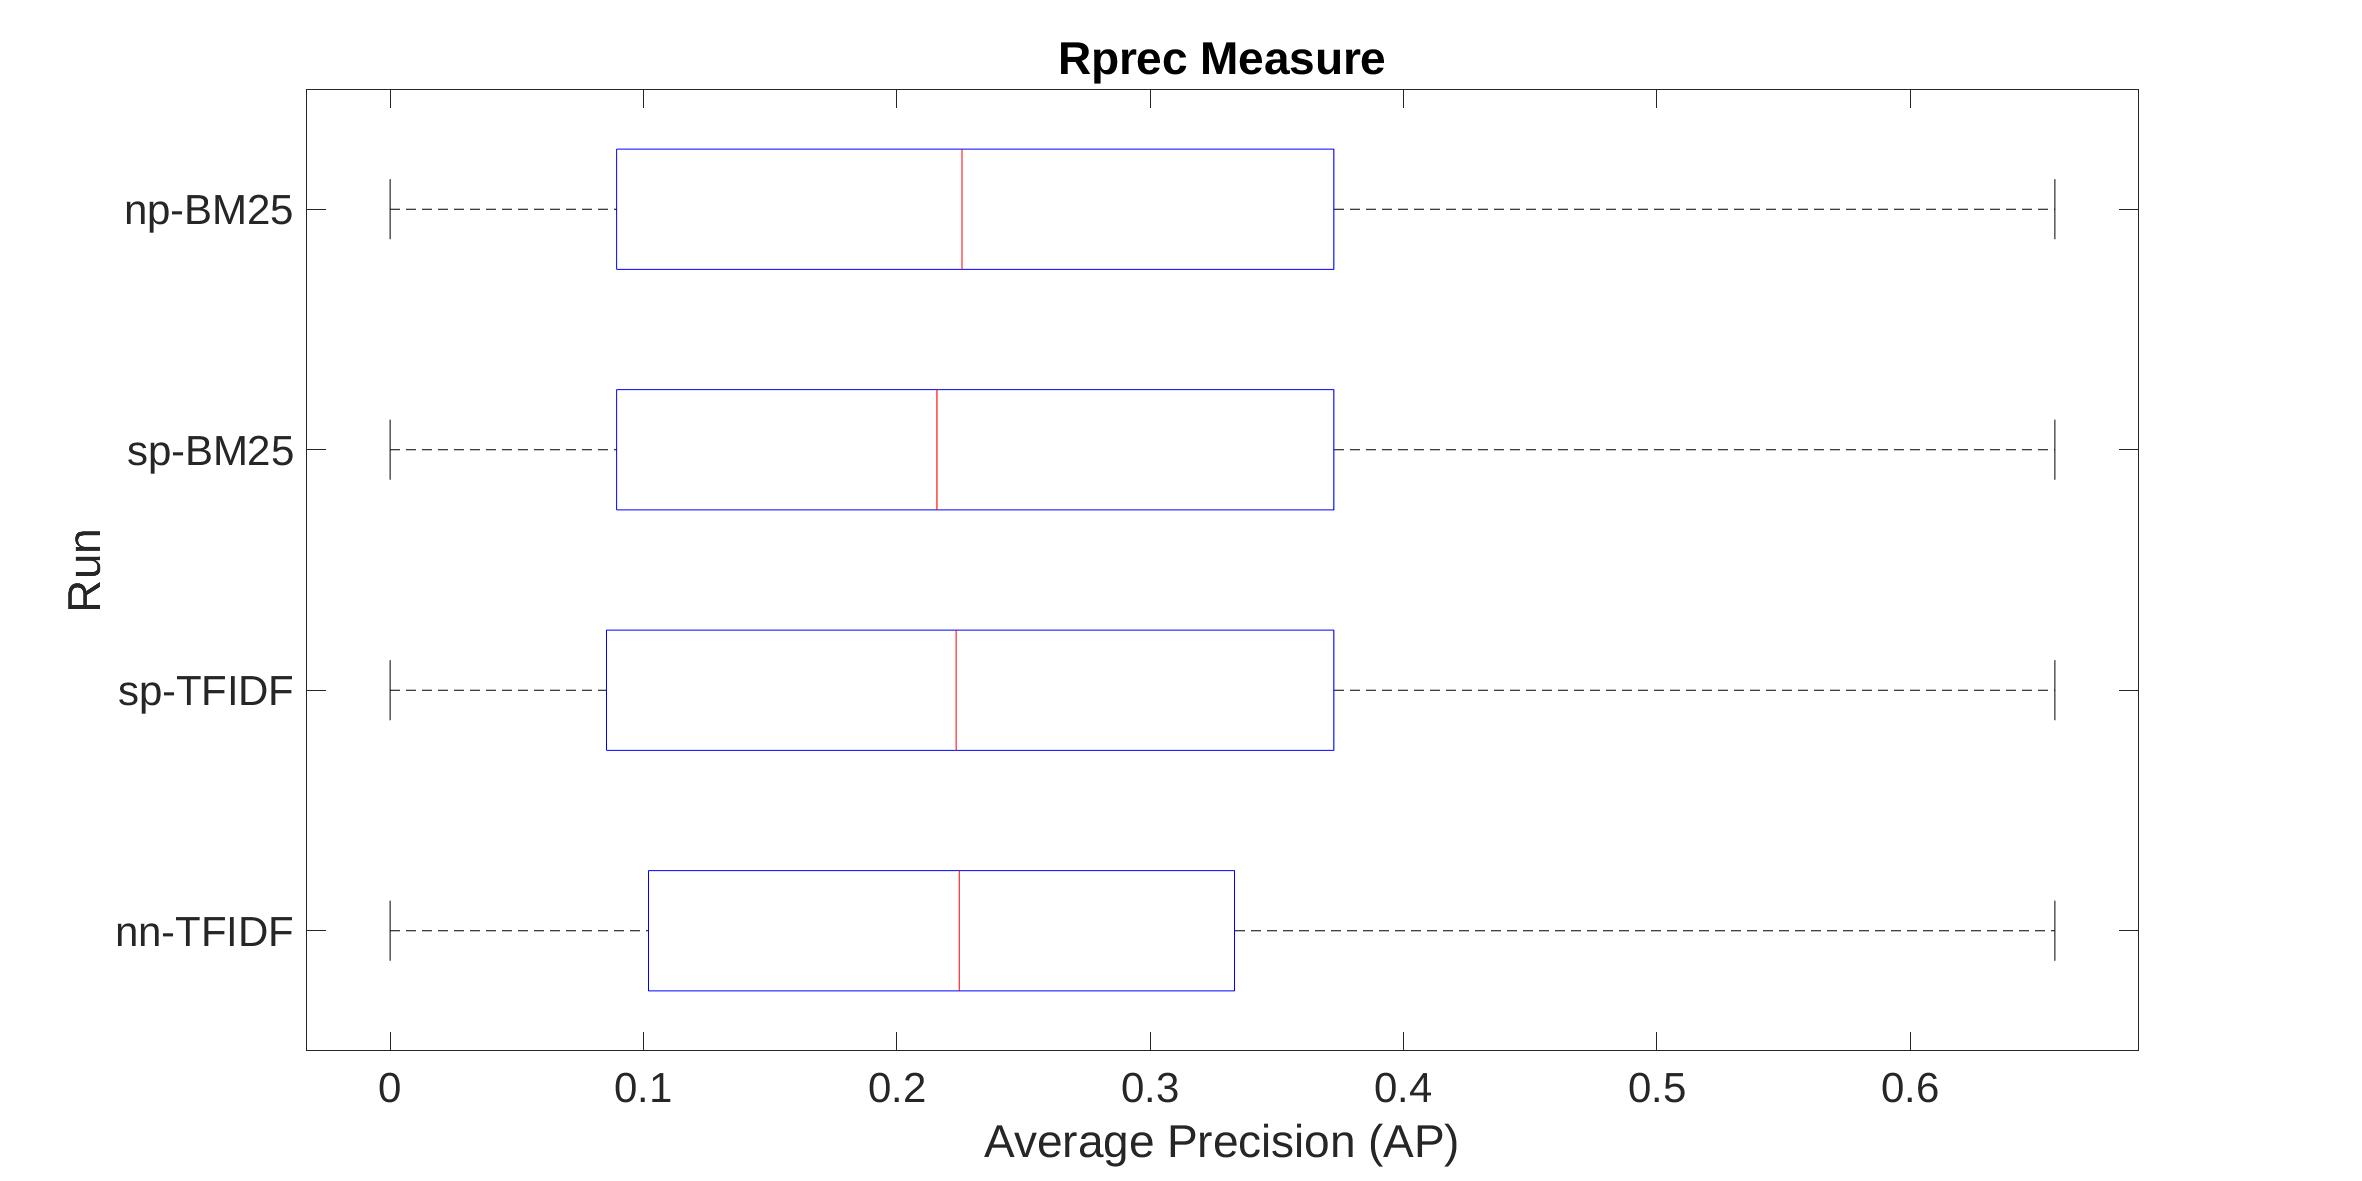 Rprec Measure
np-BM25
sp-BM25
sp-TFIDF
nn-TFIDF
Run
0 0.1 0.2 0.3 0.4 0.5 0.6
Average Precision (AP)